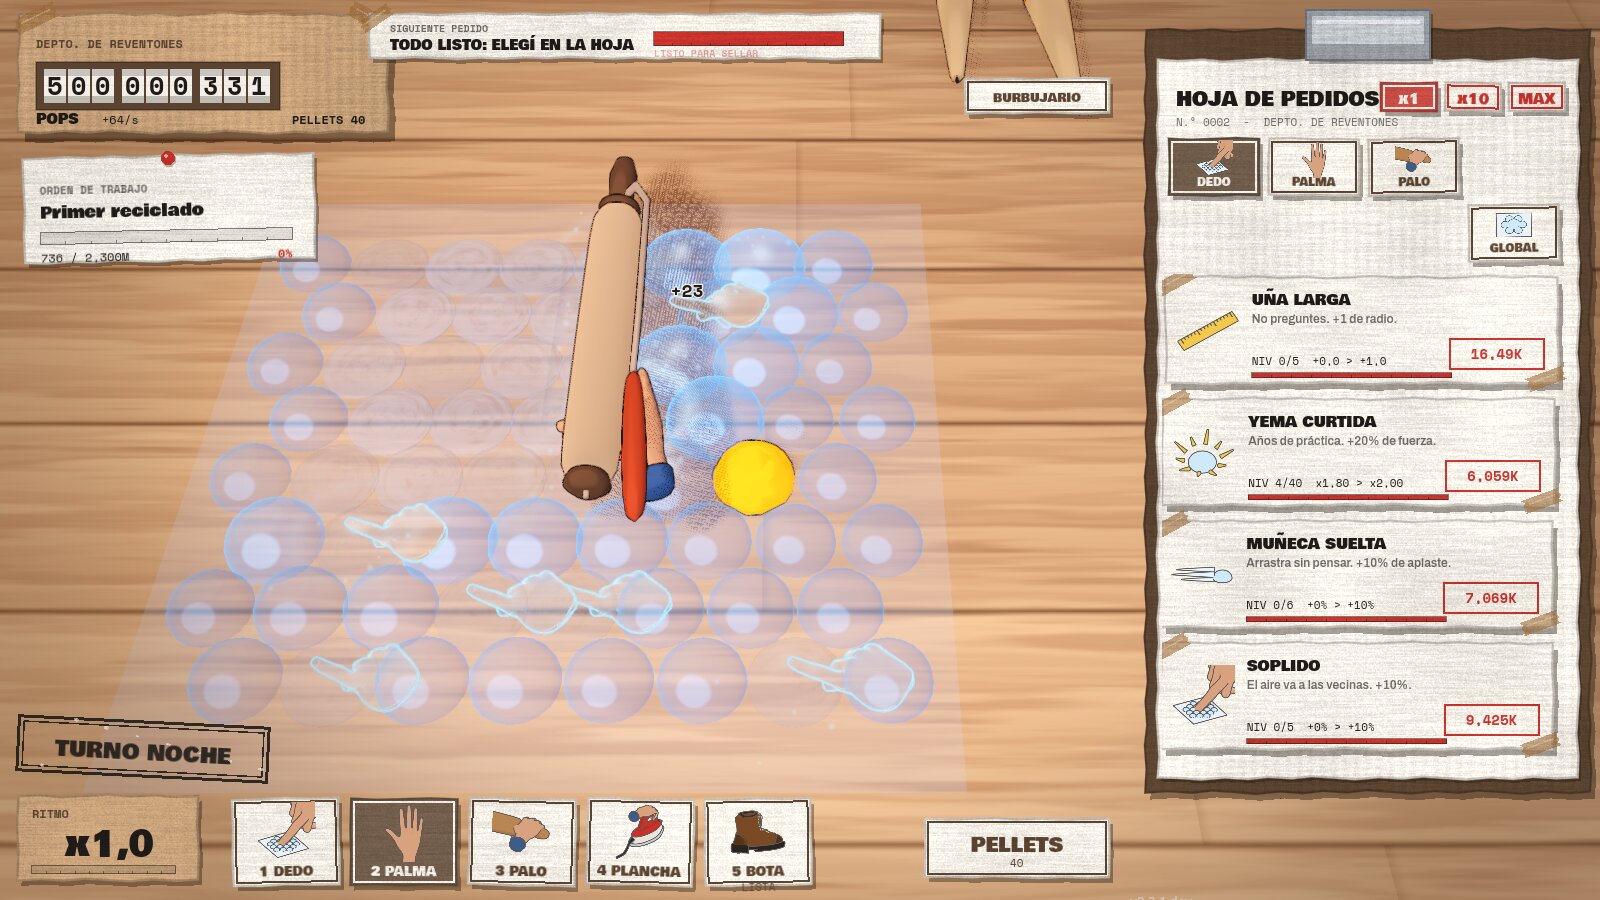 DEPTO. DE REVENTONES
500 000 331
POPS +64/s PELLETS 40
SIGUIENTE PEDIDO
TODO LISTO: ELEGÍ EN LA HOJA
LISTO PARA SELLAR
BURBUJARIO
ORDEN DE TRABAJO
Primer reciclado
0%
736 / 2,300M
+23
HOJA DE PEDIDOS x1 x10 MAX
N.° 0002 - DEPTO. DE REVENTONES
DEDO PALMA PALO
GLOBAL
UÑA LARGA
No preguntes. +1 de radio.
NIV 0/5 +0,0 > +1,0 16,49K
YEMA CURTIDA
Años de práctica. +20% de fuerza.
NIV 4/40 x1,80 > x2,00 6,059K
MUÑECA SUELTA
Arrastra sin pensar. +10% de aplaste.
NIV 0/6 +0% > +10% 7,069K
SOPLIDO
El aire va a las vecinas. +10%.
NIV 0/5 +0% > +10% 9,425K
TURNO NOCHE
RITMO
x1,0
1 DEDO 2 PALMA 3 PALO 4 PLANCHA 5 BOTA
LISTA
PELLETS
40